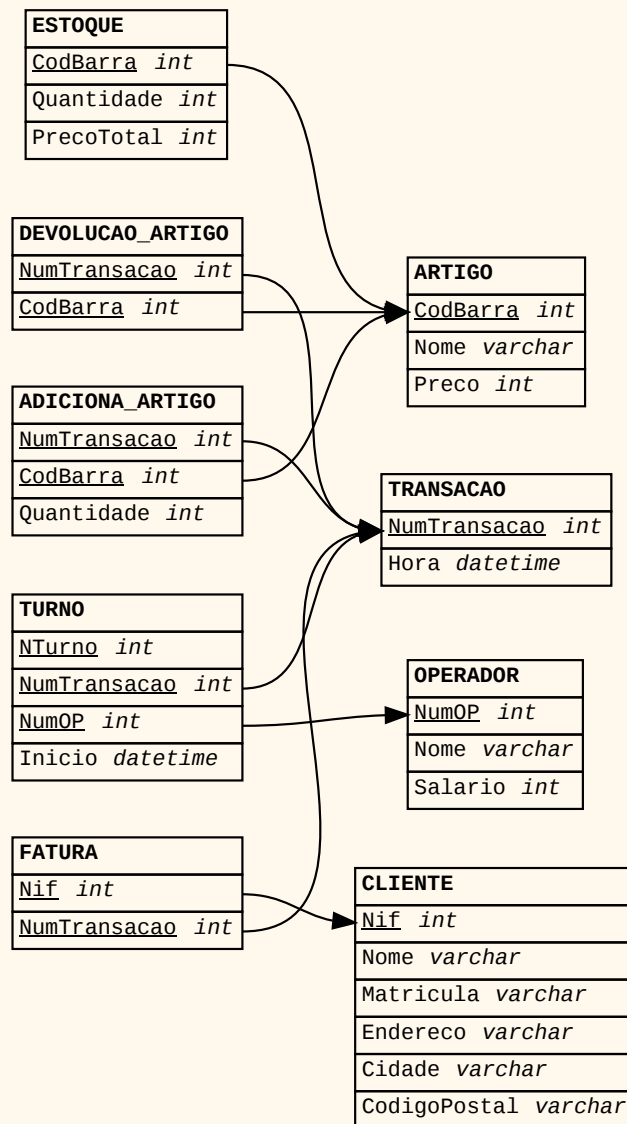 ESTOQUE
CodBarra int
Quantidade int
PrecoTotal int
DEVOLUCAO_ARTIGO
NumTransacao int
CodBarra int
ADICIONA_ARTIGO
NumTransacao int
CodBarra int
Quantidade int
TURNO
NTurno int
NumTransacao int
NumOP int
Inicio datetime
FATURA
Nif int
NumTransacao int
ARTIGO
CodBarra int
Nome varchar
Preco int
TRANSACAO
NumTransacao int
Hora datetime
OPERADOR
NumOP int
Nome varchar
Salario int
CLIENTE
Nif int
Nome varchar
Matricula varchar
Endereco varchar
Cidade varchar
CodigoPostal varchar